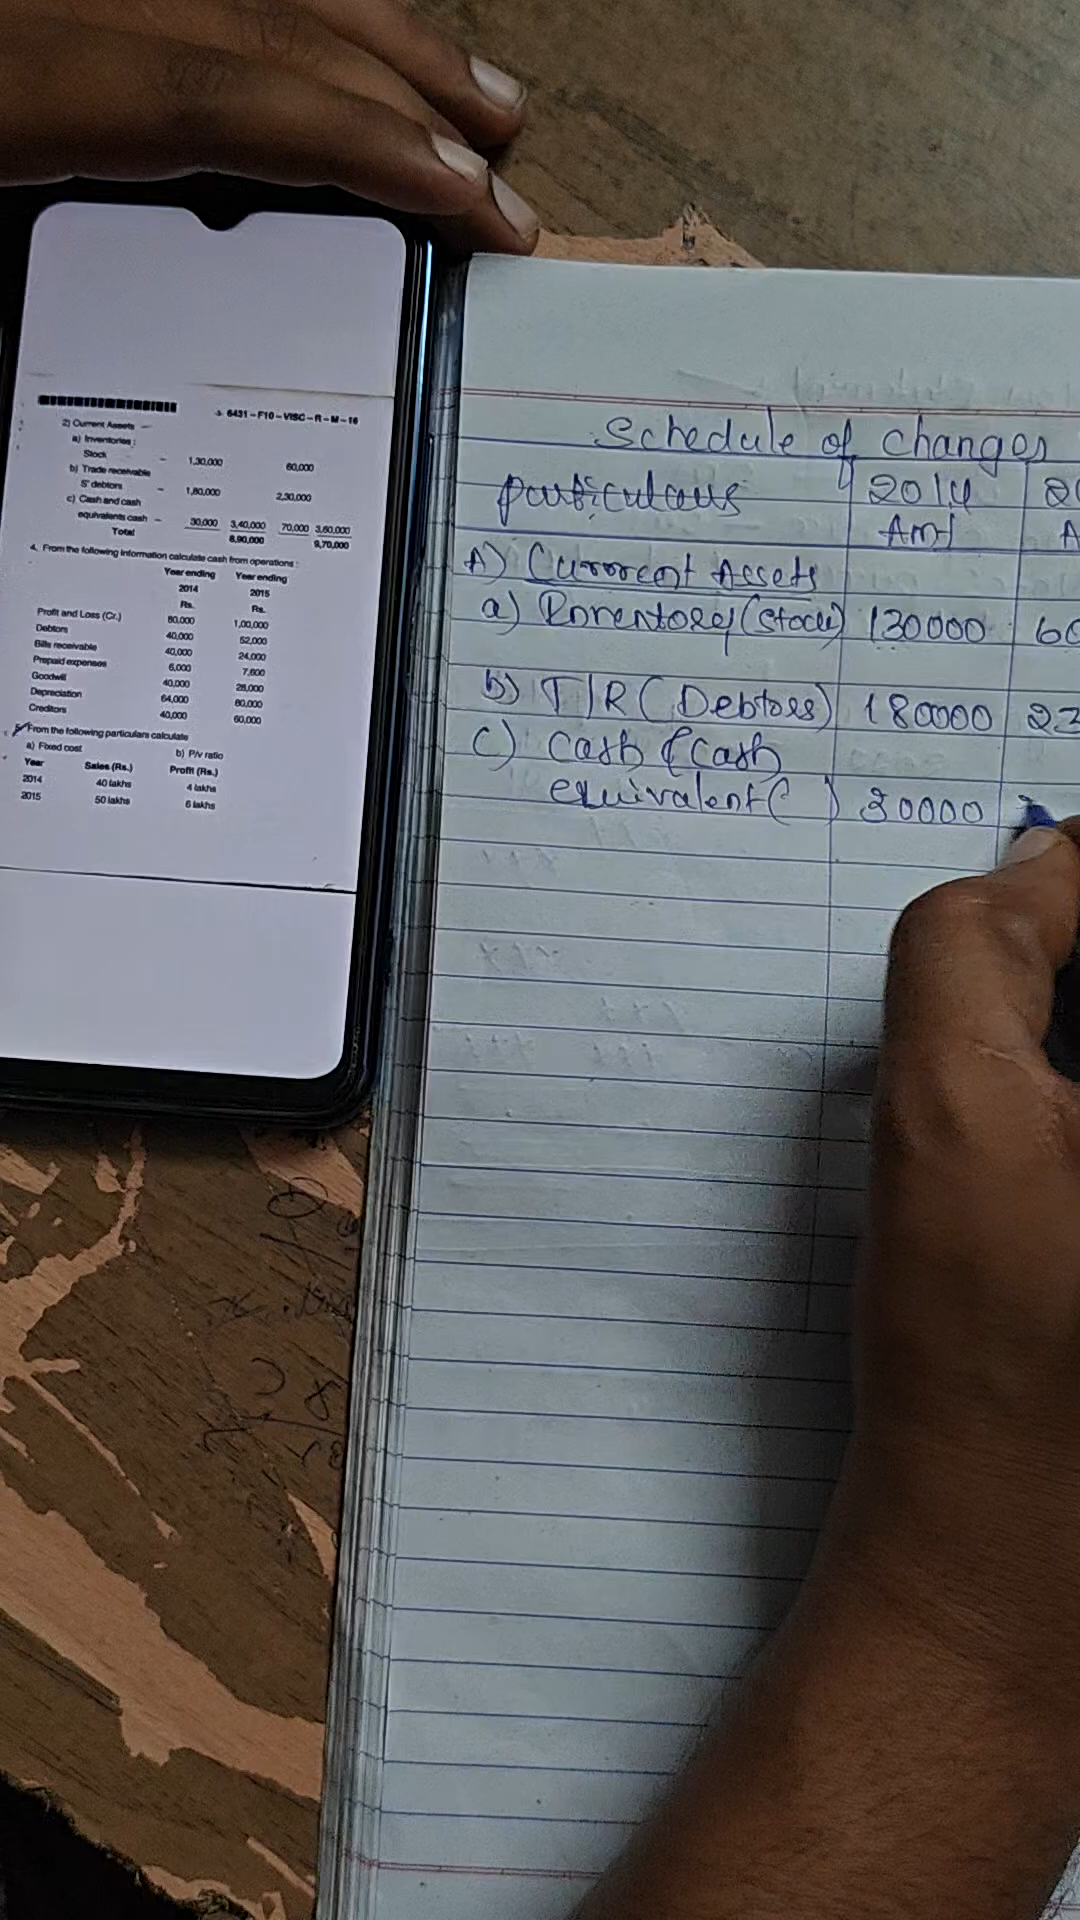 → 6431-F10-VISC-R-M-16
2) Current Assets —
a) Inventories :
Stock – 1,30,000 60,000
b) Trade receivable
S' debtors – 1,80,000 2,30,000
c) Cash and cash
equivalents cash – 30,000 3,40,000 70,000 3,60,000
Total 8,90,000 9,70,000
4. From the following information calculate cash from operations :
Year ending Year ending
2014 2015
Rs. Rs.
Profit and Loss (Cr.) 80,000 1,00,000
Debtors 40,000 52,000
Bills receivable 40,000 24,000
Prepaid expenses 6,000 7,600
Goodwill 40,000 28,000
Depreciation 64,000 80,000
Creditors 40,000 60,000
From the following particulars calculate
a) Fixed cost b) P/v ratio
Year Sales (Rs.) Profit (Rs.)
2014 40 lakhs 4 lakhs
2015 50 lakhs 6 lakhs
Schedule of changes
particulars 2014
Amt A
A) Current Assets
a) Inventory (Stock) 130000 60
b) T/R (Debtors) 180000 23
c) Cash & Cash
equivalent ( ) 30000